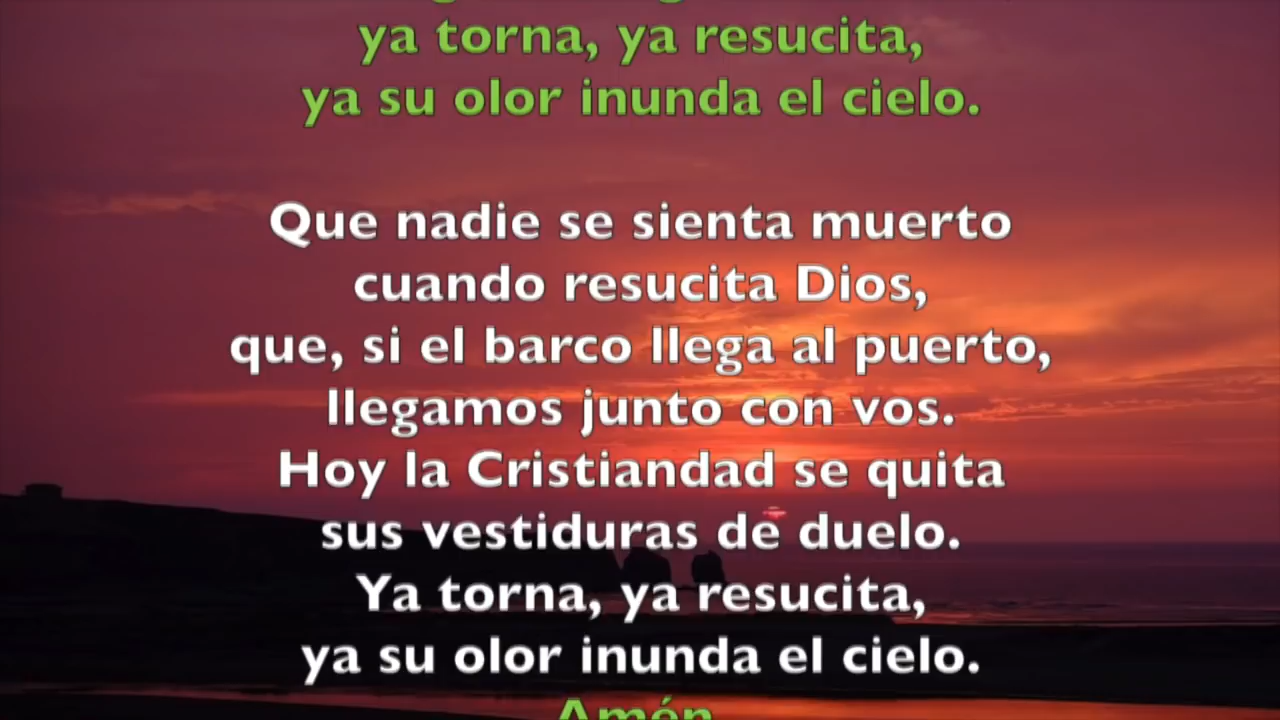 ya torna, ya resucita,
ya su olor inunda el cielo.
Que nadie se sienta muerto
cuando resucita Dios,
que, si el barco llega al puerto,
llegamos junto con vos.
Hoy la Cristiandad se quita
sus vestiduras de duelo.
Ya torna, ya resucita,
ya su olor inunda el cielo.
Amén